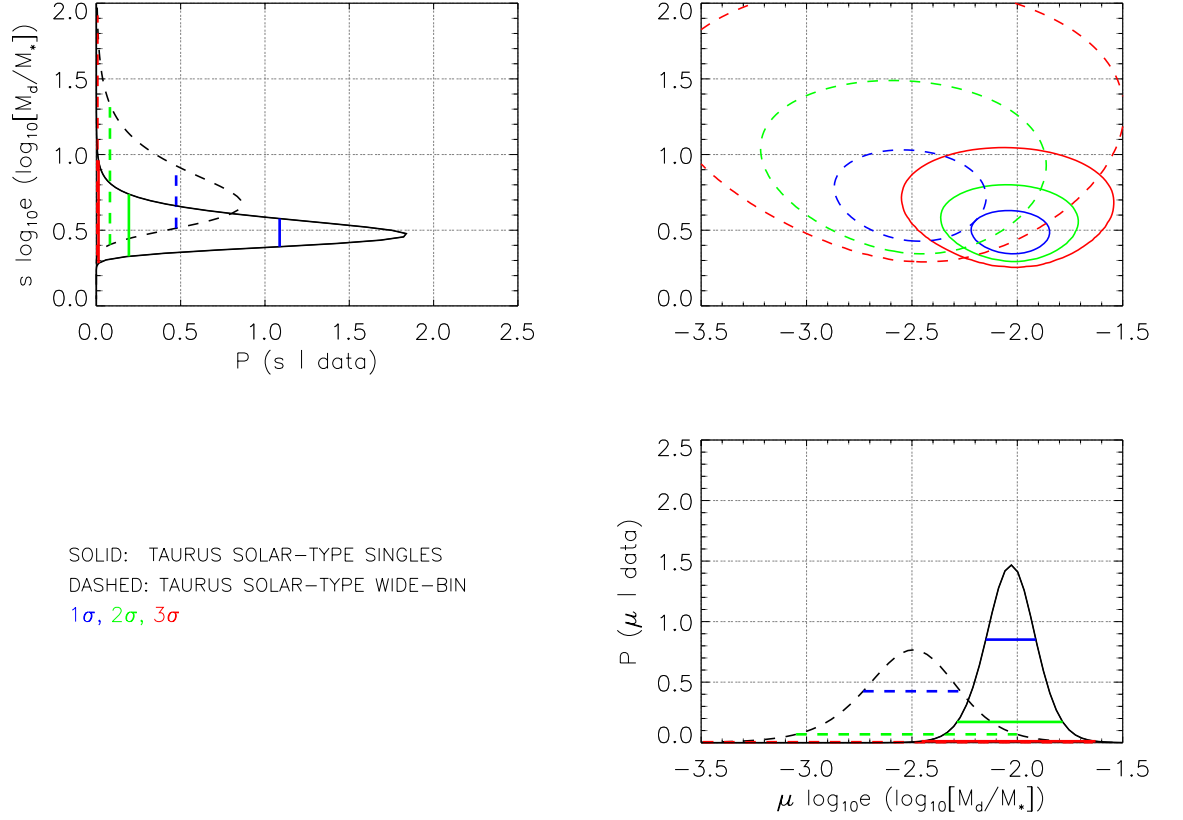 2.0
1.5
1.0
0.5
0.0
s log10e (log10[Md/M*])
0.0 0.5 1.0 1.5 2.0 2.5
P (s | data)
2.0
1.5
1.0
0.5
0.0
−3.5 −3.0 −2.5 −2.0 −1.5
SOLID: TAURUS SOLAR−TYPE SINGLES
DASHED: TAURUS SOLAR−TYPE WIDE−BIN
1σ, 2σ, 3σ
2.5
2.0
1.5
1.0
0.5
0.0
P (μ | data)
−3.5 −3.0 −2.5 −2.0 −1.5
μ log10e (log10[Md/M*])